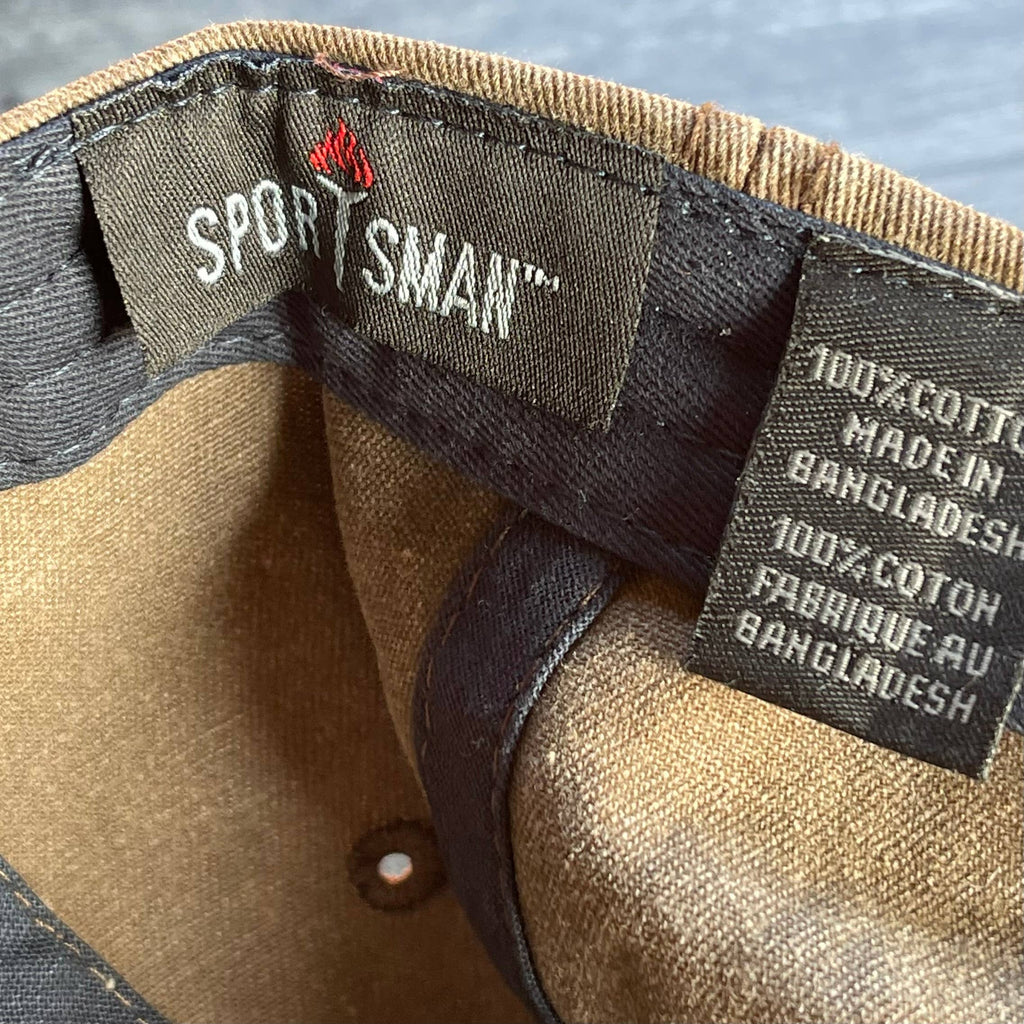 SPORTSMAN™
100% COTTO
MADE IN
BANGLADESH
100% COTON
FABRIQUE AU
BANGLADESH